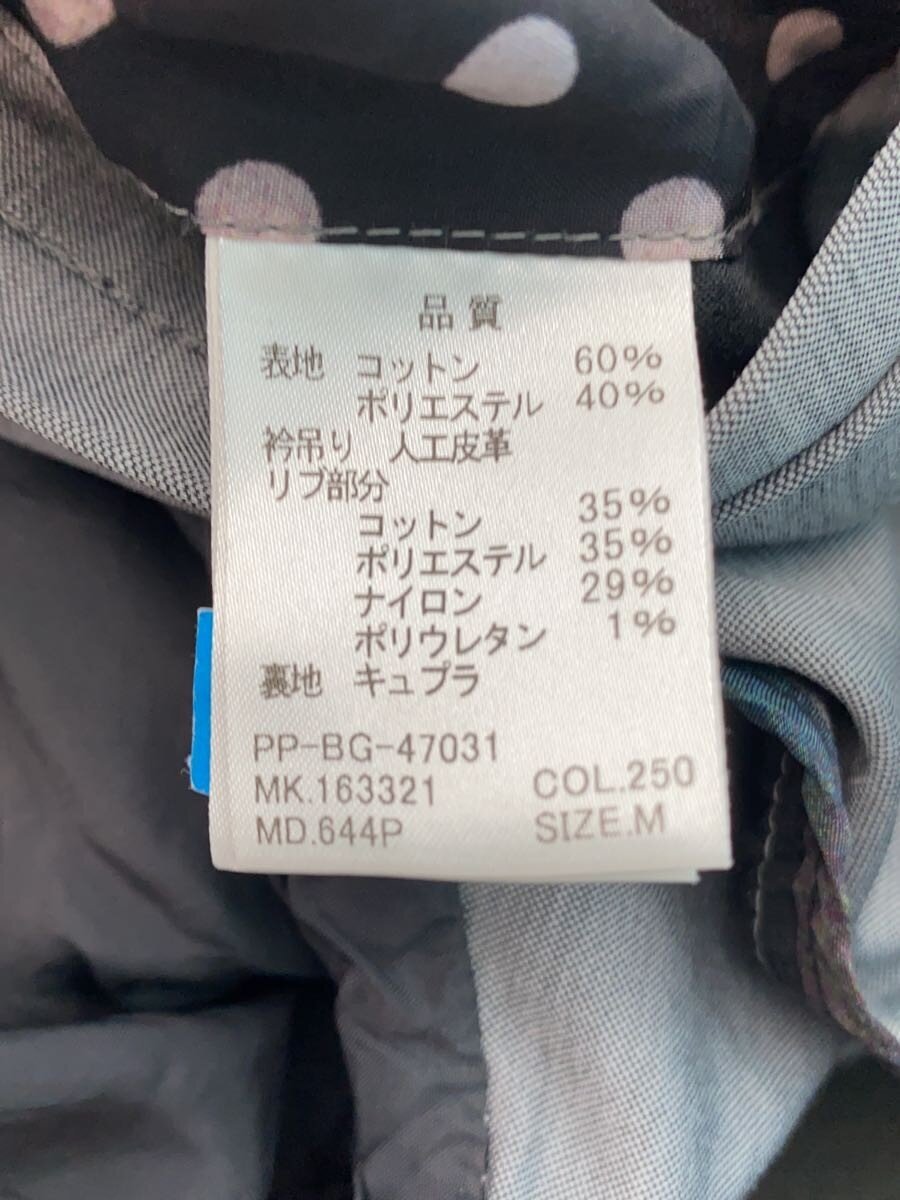 品質
表地 コットン 60%
ポリエステル 40%
衿吊り 人工皮革
リブ部分
コットン 35%
ポリエステル 35%
ナイロン 29%
ポリウレタン 1%
裏地 キュプラ
PP-BG-47031
MK.163321 COL.250
MD.644P SIZE.M